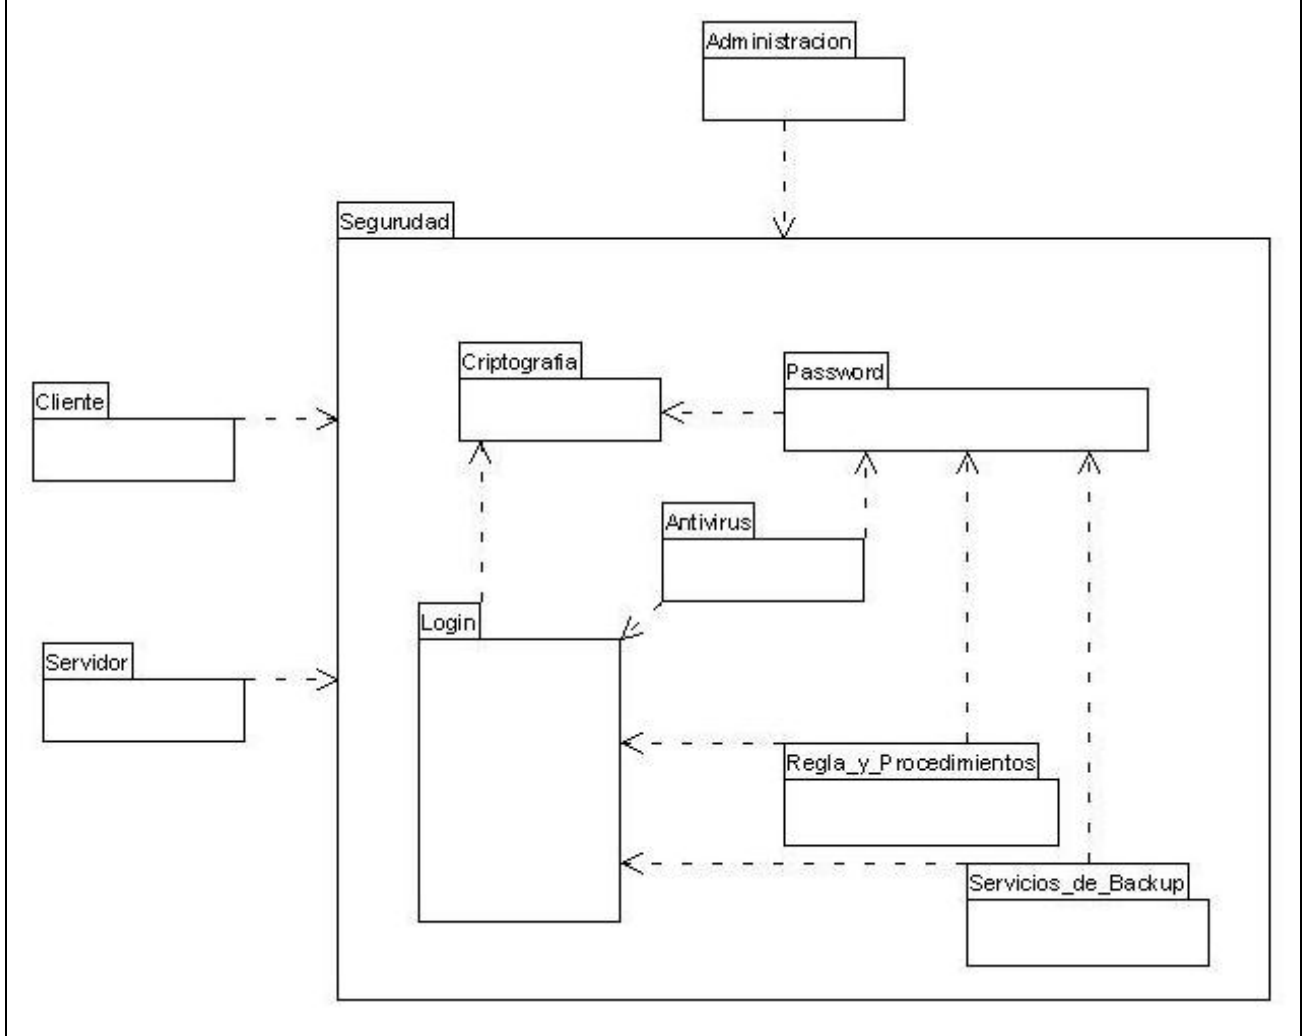 Administracion
Segurudad
Criptografia
Password
Cliente
Antivirus
Login
Servidor
Regla_y_Procedimientos
Servicios_de_Backup